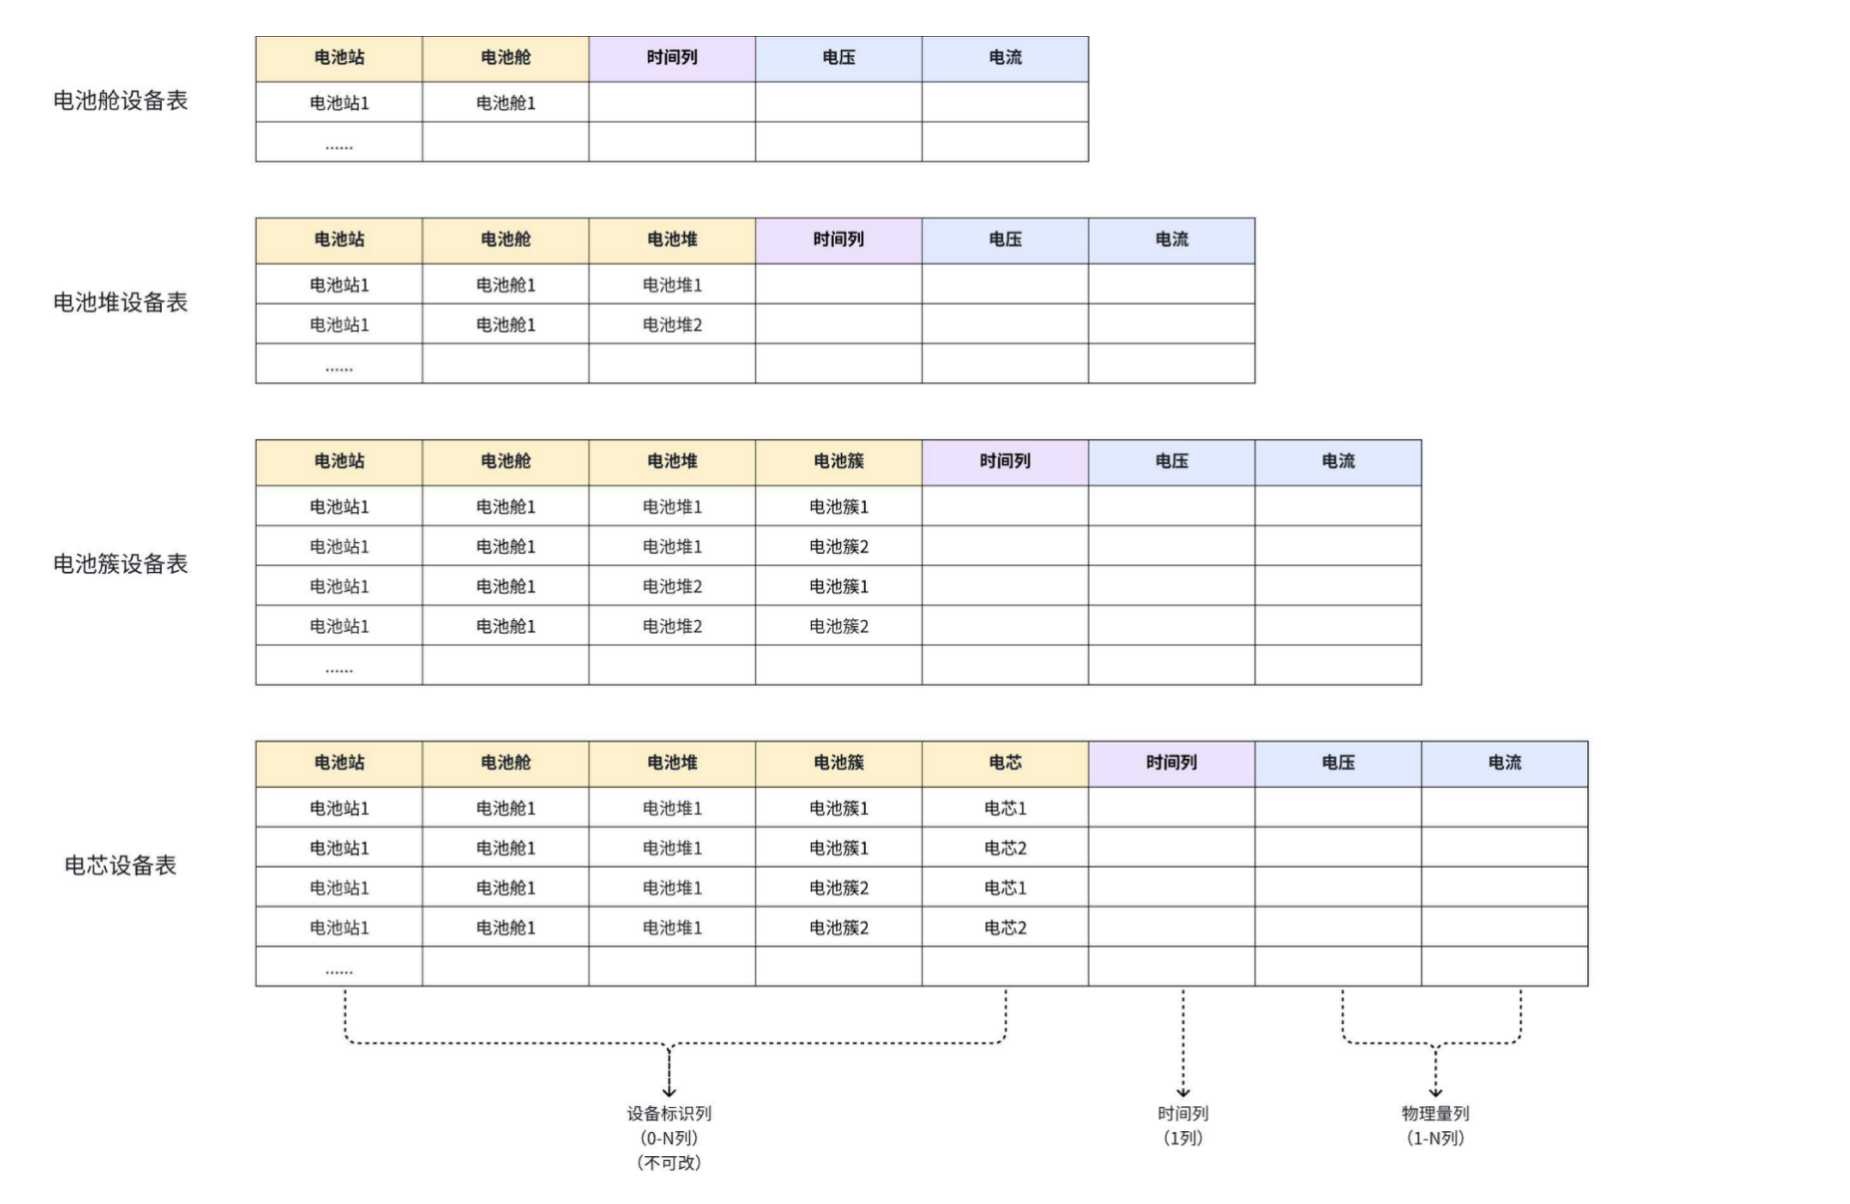 电池舱设备表
电池站 电池舱 时间列 电压 电流
电池站1 电池舱1
......
电池堆设备表
电池站 电池舱 电池堆 时间列 电压 电流
电池站1 电池舱1 电池堆1
电池站1 电池舱1 电池堆2
......
电池簇设备表
电池站 电池舱 电池堆 电池簇 时间列 电压 电流
电池站1 电池舱1 电池堆1 电池簇1
电池站1 电池舱1 电池堆1 电池簇2
电池站1 电池舱1 电池堆2 电池簇1
电池站1 电池舱1 电池堆2 电池簇2
......
电芯设备表
电池站 电池舱 电池堆 电池簇 电芯 时间列 电压 电流
电池站1 电池舱1 电池堆1 电池簇1 电芯1
电池站1 电池舱1 电池堆1 电池簇1 电芯2
电池站1 电池舱1 电池堆1 电池簇2 电芯1
电池站1 电池舱1 电池堆1 电池簇2 电芯2
......
设备标识列
（0-N列）
（不可改）
时间列
（1列）
物理量列
（1-N列）